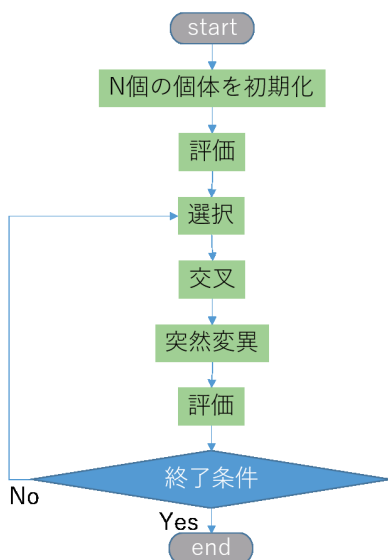 start
N個の個体を初期化
評価
選択
交叉
突然変異
評価
終了条件
No
Yes
end